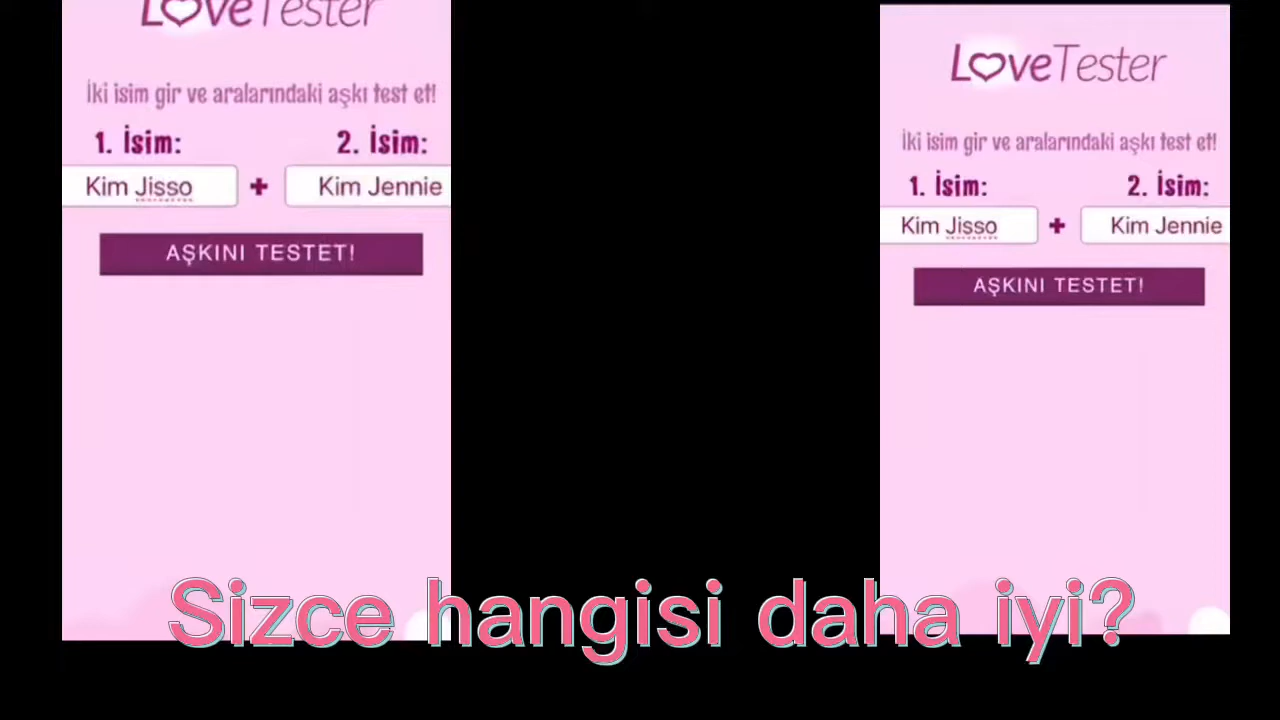 LoveTester
İki isim gir ve aralarındaki aşkı test et!
1. İsim: 2. İsim:
Kim Jisso + Kim Jennie
AŞKINI TESTET!
LoveTester
İki isim gir ve aralarındaki aşkı test et!
1. İsim: 2. İsim:
Kim Jisso + Kim Jennie
AŞKINI TESTET!
Sizce hangisi daha iyi?